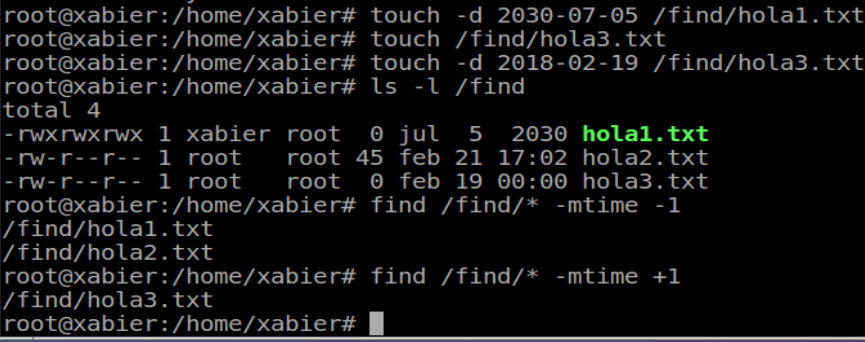 root@xabier:/home/xabier# touch -d 2030-07-05 /find/hola1.txt
root@xabier:/home/xabier# touch /find/hola3.txt
root@xabier:/home/xabier# touch -d 2018-02-19 /find/hola3.txt
root@xabier:/home/xabier# ls -l /find
total 4
-rwxrwxrwx 1 xabier root  0 jul  5  2030 hola1.txt
-rw-r--r-- 1 root   root 45 feb 21 17:02 hola2.txt
-rw-r--r-- 1 root   root  0 feb 19 00:00 hola3.txt
root@xabier:/home/xabier# find /find/* -mtime -1
/find/hola1.txt
/find/hola2.txt
root@xabier:/home/xabier# find /find/* -mtime +1
/find/hola3.txt
root@xabier:/home/xabier#